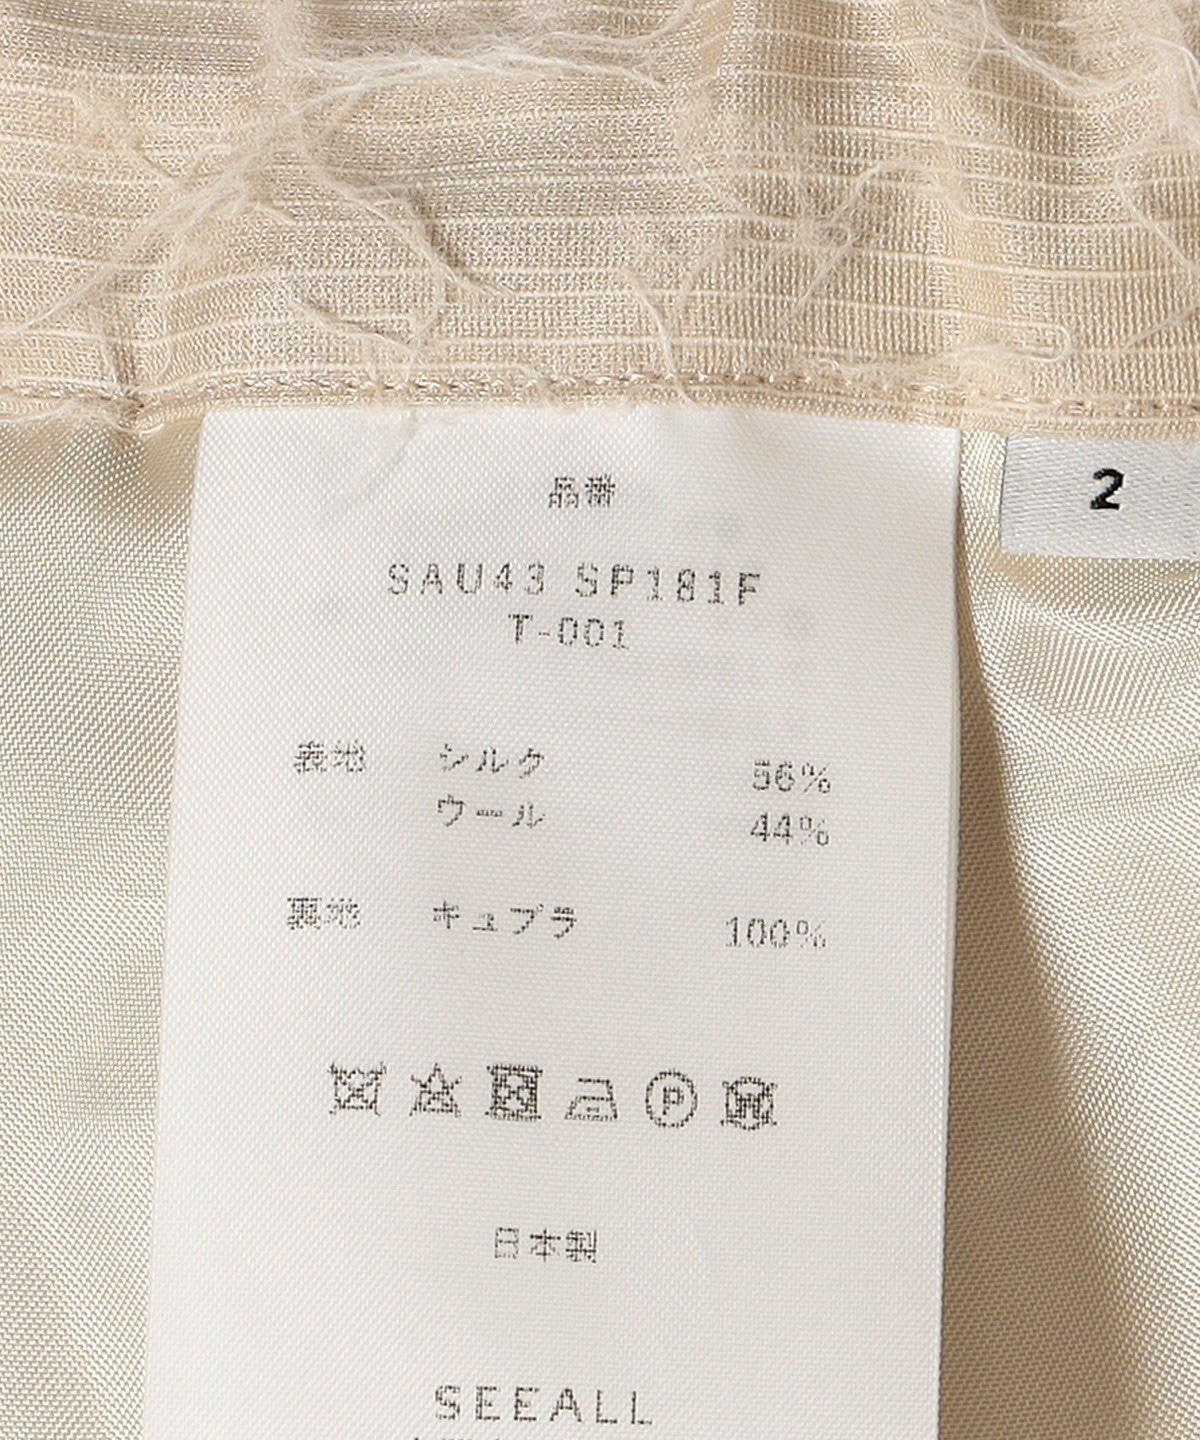 品番
2
SAU43 SP181F
T-001
表地 シルク 56%
ウール 44%
裏地 キュプラ 100%
P
W
日本製
SEEALL